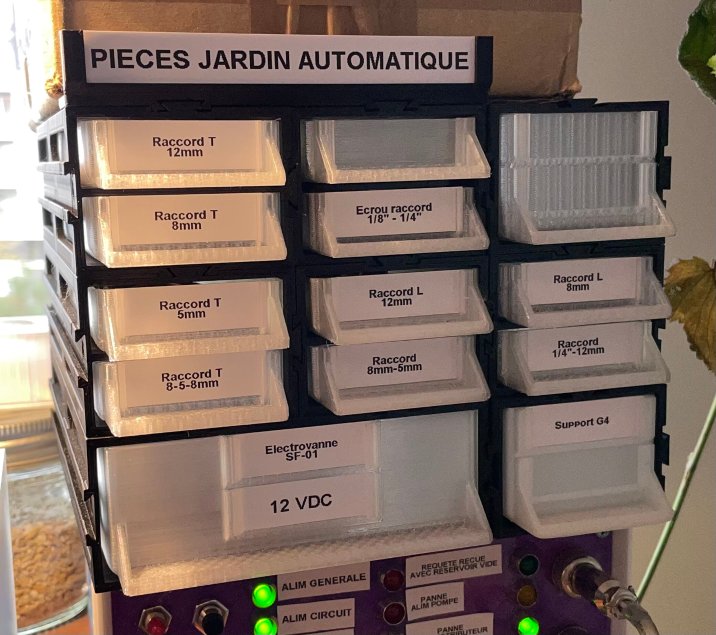 PIECES JARDIN AUTOMATIQUE
Raccord T
12mm
Raccord T
8mm
Ecrou raccord
1/8" - 1/4"
Raccord T
5mm
Raccord L
12mm
Raccord L
8mm
Raccord T
8-5-8mm
Raccord
8mm-5mm
Raccord
1/4"-12mm
Electrovanne
SF-01
12 VDC
Support G4
ALIM GENERALE
REQUETE RECUE
AVEC RESERVOIR VIDE
ALIM CIRCUIT
PANNE
ALIM POMPE
PANNE